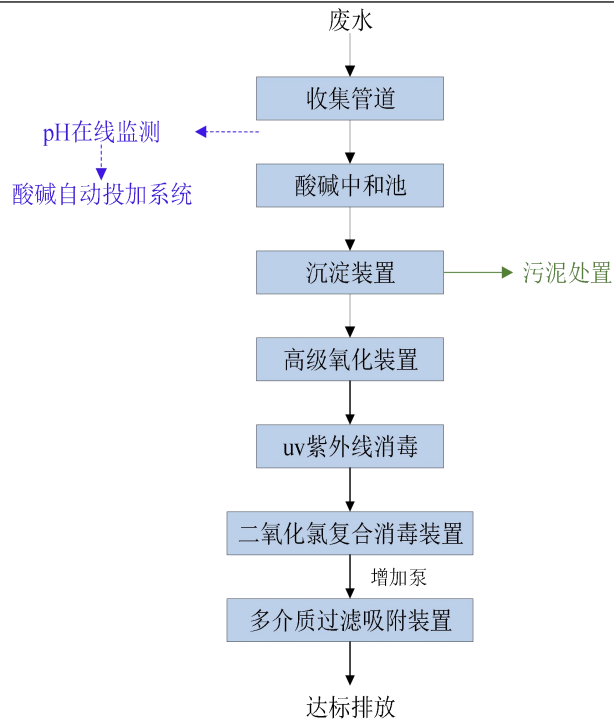 废水
收集管道
pH在线监测
酸碱自动投加系统
酸碱中和池
沉淀装置
污泥处置
高级氧化装置
uv紫外线消毒
二氧化氯复合消毒装置
增加泵
多介质过滤吸附装置
达标排放